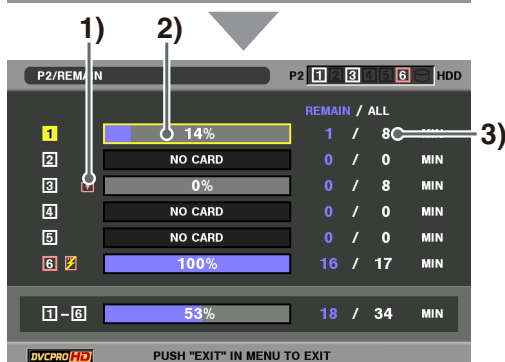 1) 2)
P2/REMAIN P2 1 2 3 4 5 6 HDD
REMAIN / ALL
1 14% 1 / 8 MIN 3)
2 NO CARD 0 / 0 MIN
3 0% 0 / 8 MIN
4 NO CARD 0 / 0 MIN
5 NO CARD 0 / 0 MIN
6 100% 16 / 17 MIN
1-6 53% 18 / 34 MIN
DVCPRO HD PUSH "EXIT" IN MENU TO EXIT